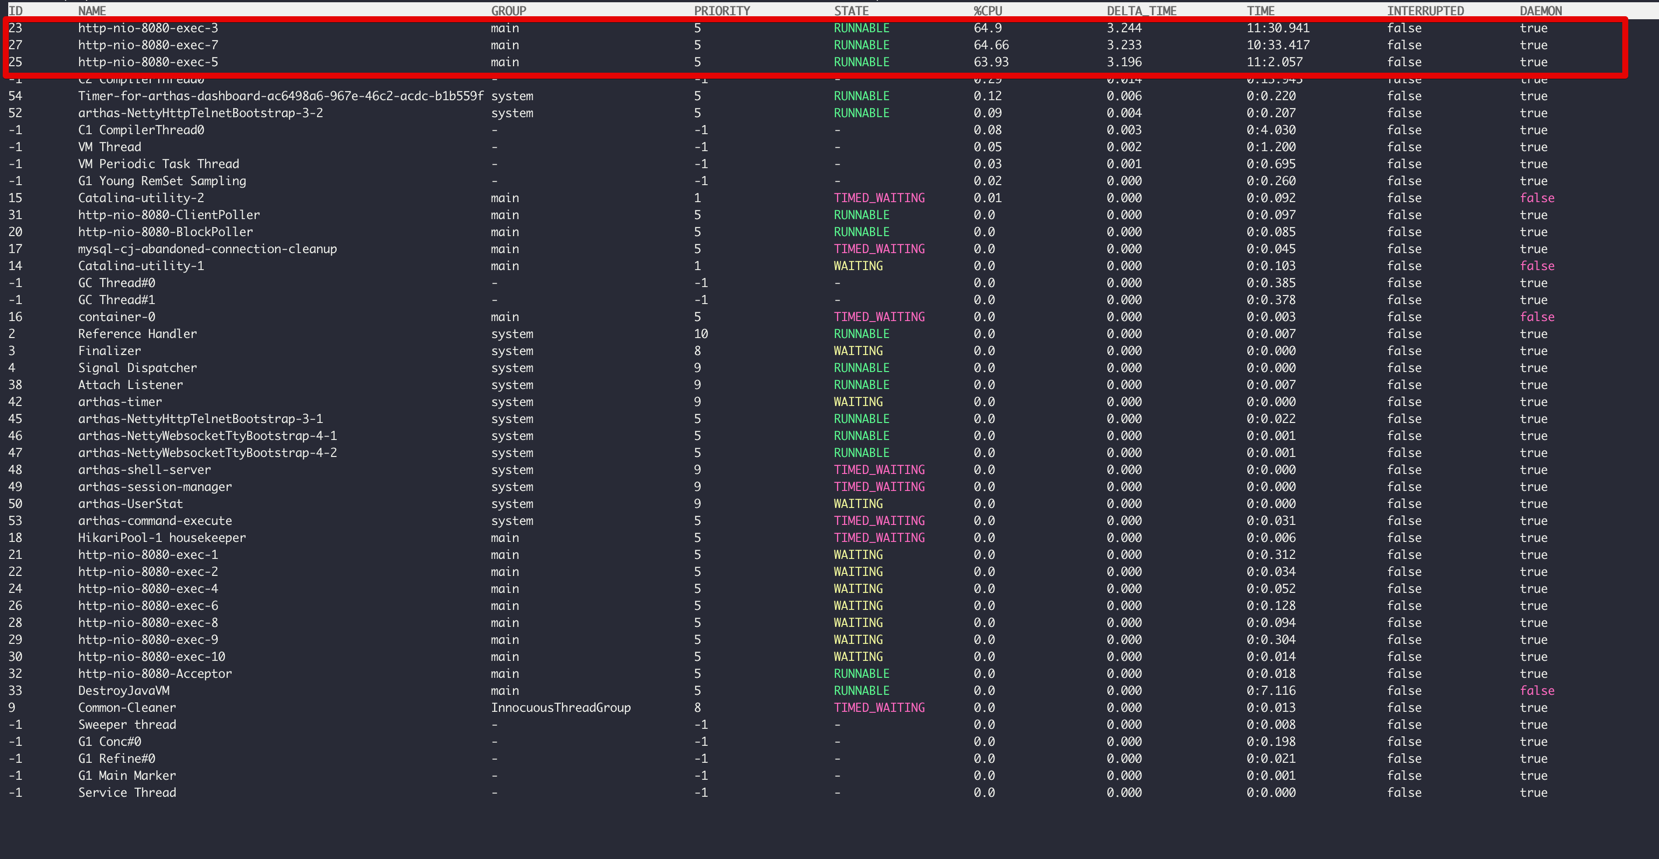 ID NAME GROUP PRIORITY STATE %CPU DELTA_TIME TIME INTERRUPTED DAEMON
23 http-nio-8080-exec-3 main 5 RUNNABLE 64.9 3.244 11:30.941 false true
27 http-nio-8080-exec-7 main 5 RUNNABLE 64.66 3.233 10:33.417 false true
25 http-nio-8080-exec-5 main 5 RUNNABLE 63.93 3.196 11:2.057 false true
-1 C2 CompilerThread0 - -1 - 0.29 0.014 0:13.943 false true
54 Timer-for-arthas-dashboard-ac6498a6-967e-46c2-acdc-b1b559f system 5 RUNNABLE 0.12 0.006 0:0.220 false true
52 arthas-NettyHttpTelnetBootstrap-3-2 system 5 RUNNABLE 0.09 0.004 0:0.207 false true
-1 C1 CompilerThread0 - -1 - 0.08 0.003 0:4.030 false true
-1 VM Thread - -1 - 0.05 0.002 0:1.200 false true
-1 VM Periodic Task Thread - -1 - 0.03 0.001 0:0.695 false true
-1 G1 Young RemSet Sampling - -1 - 0.02 0.000 0:0.260 false true
15 Catalina-utility-2 main 1 TIMED_WAITING 0.01 0.000 0:0.092 false false
31 http-nio-8080-ClientPoller main 5 RUNNABLE 0.0 0.000 0:0.097 false true
20 http-nio-8080-BlockPoller main 5 RUNNABLE 0.0 0.000 0:0.085 false true
17 mysql-cj-abandoned-connection-cleanup main 5 TIMED_WAITING 0.0 0.000 0:0.045 false true
14 Catalina-utility-1 main 1 WAITING 0.0 0.000 0:0.103 false false
-1 GC Thread#0 - -1 - 0.0 0.000 0:0.385 false true
-1 GC Thread#1 - -1 - 0.0 0.000 0:0.378 false true
16 container-0 main 5 TIMED_WAITING 0.0 0.000 0:0.003 false false
2 Reference Handler system 10 RUNNABLE 0.0 0.000 0:0.007 false true
3 Finalizer system 8 WAITING 0.0 0.000 0:0.000 false true
4 Signal Dispatcher system 9 RUNNABLE 0.0 0.000 0:0.000 false true
38 Attach Listener system 9 RUNNABLE 0.0 0.000 0:0.007 false true
42 arthas-timer system 9 WAITING 0.0 0.000 0:0.000 false true
45 arthas-NettyHttpTelnetBootstrap-3-1 system 5 RUNNABLE 0.0 0.000 0:0.022 false true
46 arthas-NettyWebsocketTtyBootstrap-4-1 system 5 RUNNABLE 0.0 0.000 0:0.001 false true
47 arthas-NettyWebsocketTtyBootstrap-4-2 system 5 RUNNABLE 0.0 0.000 0:0.001 false true
48 arthas-shell-server system 9 TIMED_WAITING 0.0 0.000 0:0.000 false true
49 arthas-session-manager system 9 TIMED_WAITING 0.0 0.000 0:0.000 false true
50 arthas-UserStat system 9 WAITING 0.0 0.000 0:0.000 false true
53 arthas-command-execute system 5 TIMED_WAITING 0.0 0.000 0:0.031 false true
18 HikariPool-1 housekeeper main 5 TIMED_WAITING 0.0 0.000 0:0.006 false true
21 http-nio-8080-exec-1 main 5 WAITING 0.0 0.000 0:0.312 false true
22 http-nio-8080-exec-2 main 5 WAITING 0.0 0.000 0:0.034 false true
24 http-nio-8080-exec-4 main 5 WAITING 0.0 0.000 0:0.052 false true
26 http-nio-8080-exec-6 main 5 WAITING 0.0 0.000 0:0.128 false true
28 http-nio-8080-exec-8 main 5 WAITING 0.0 0.000 0:0.094 false true
29 http-nio-8080-exec-9 main 5 WAITING 0.0 0.000 0:0.304 false true
30 http-nio-8080-exec-10 main 5 WAITING 0.0 0.000 0:0.014 false true
32 http-nio-8080-Acceptor main 5 RUNNABLE 0.0 0.000 0:0.018 false true
33 DestroyJavaVM main 5 RUNNABLE 0.0 0.000 0:7.116 false false
9 Common-Cleaner InnocuousThreadGroup 8 TIMED_WAITING 0.0 0.000 0:0.013 false true
-1 Sweeper thread - -1 - 0.0 0.000 0:0.008 false true
-1 G1 Conc#0 - -1 - 0.0 0.000 0:0.198 false true
-1 G1 Refine#0 - -1 - 0.0 0.000 0:0.021 false true
-1 G1 Main Marker - -1 - 0.0 0.000 0:0.001 false true
-1 Service Thread - -1 - 0.0 0.000 0:0.000 false true